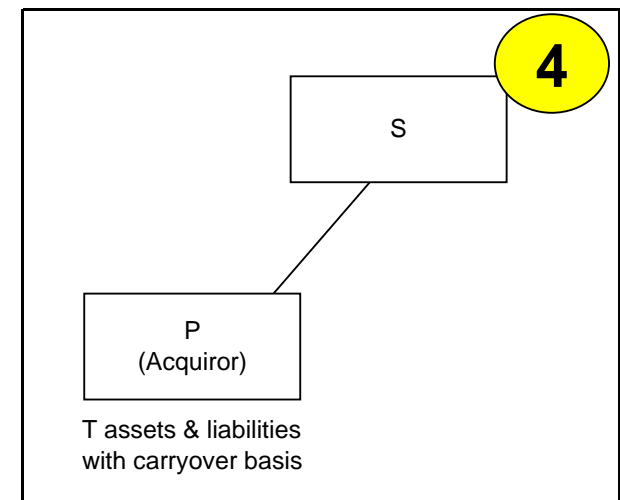 4
S
P
(Acquiror)
T assets & liabilities
with carryover basis